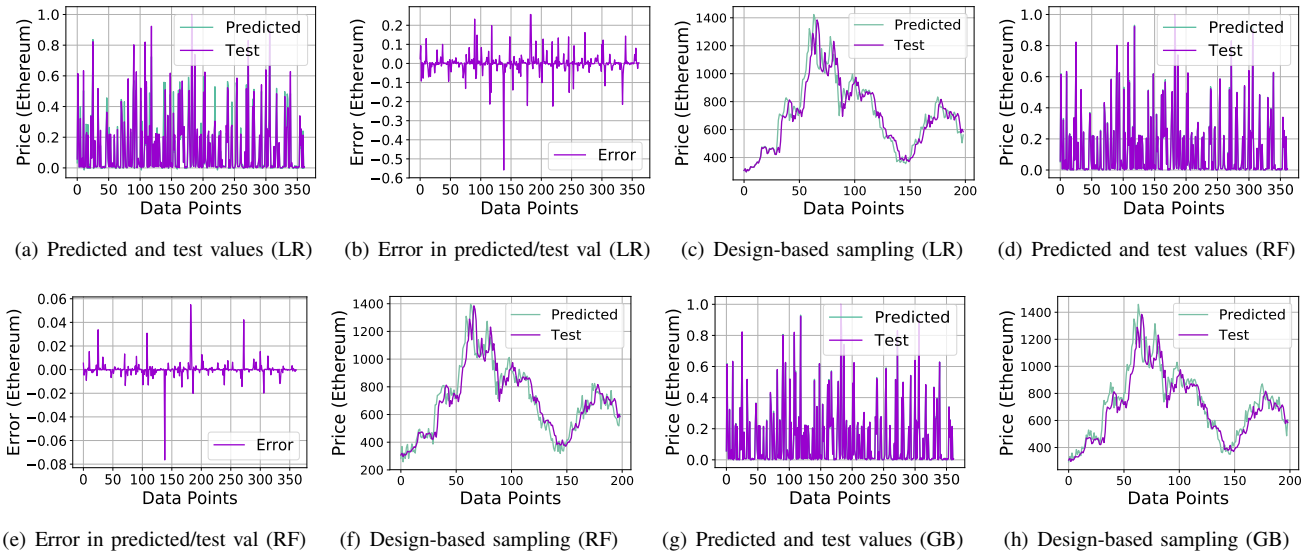 Price (Ethereum)
1.0
0.8
0.6
0.4
0.2
0.0
Predicted
Test
0 50 100 150 200 250 300 350
Data Points
(a) Predicted and test values (LR)
Error (Ethereum)
0.2
0.1
0.0
−0.1
−0.2
−0.3
−0.4
−0.5
−0.6
Error
0 50 100 150 200 250 300 350
Data Points
(b) Error in predicted/test val (LR)
Price (Ethereum)
1400
1200
1000
800
600
400
Predicted
Test
0 50 100 150 200
Data Points
(c) Design-based sampling (LR)
Price (Ethereum)
1.0
0.8
0.6
0.4
0.2
0.0
Predicted
Test
0 50 100 150 200 250 300 350
Data Points
(d) Predicted and test values (RF)
Error (Ethereum)
0.06
0.04
0.02
0.00
−0.02
−0.04
−0.06
−0.08
Error
0 50 100 150 200 250 300 350
Data Points
(e) Error in predicted/test val (RF)
Price (Ethereum)
1400
1200
1000
800
600
400
200
Predicted
Test
0 50 100 150 200
Data Points
(f) Design-based sampling (RF)
Price (Ethereum)
1.0
0.8
0.6
0.4
0.2
0.0
Predicted
Test
0 50 100 150 200 250 300 350
Data Points
(g) Predicted and test values (GB)
Price (Ethereum)
1400
1200
1000
800
600
400
Predicted
Test
0 50 100 150 200
Data Points
(h) Design-based sampling (GB)